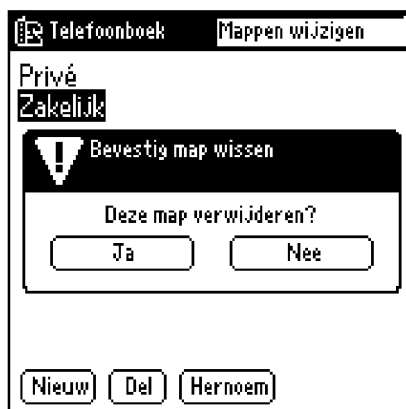 Telefoonboek Mappen wijzigen
Privé
Zakelijk
Bevestig map wissen
Deze map verwijderen?
Ja Nee
Nieuw Del Hernoem